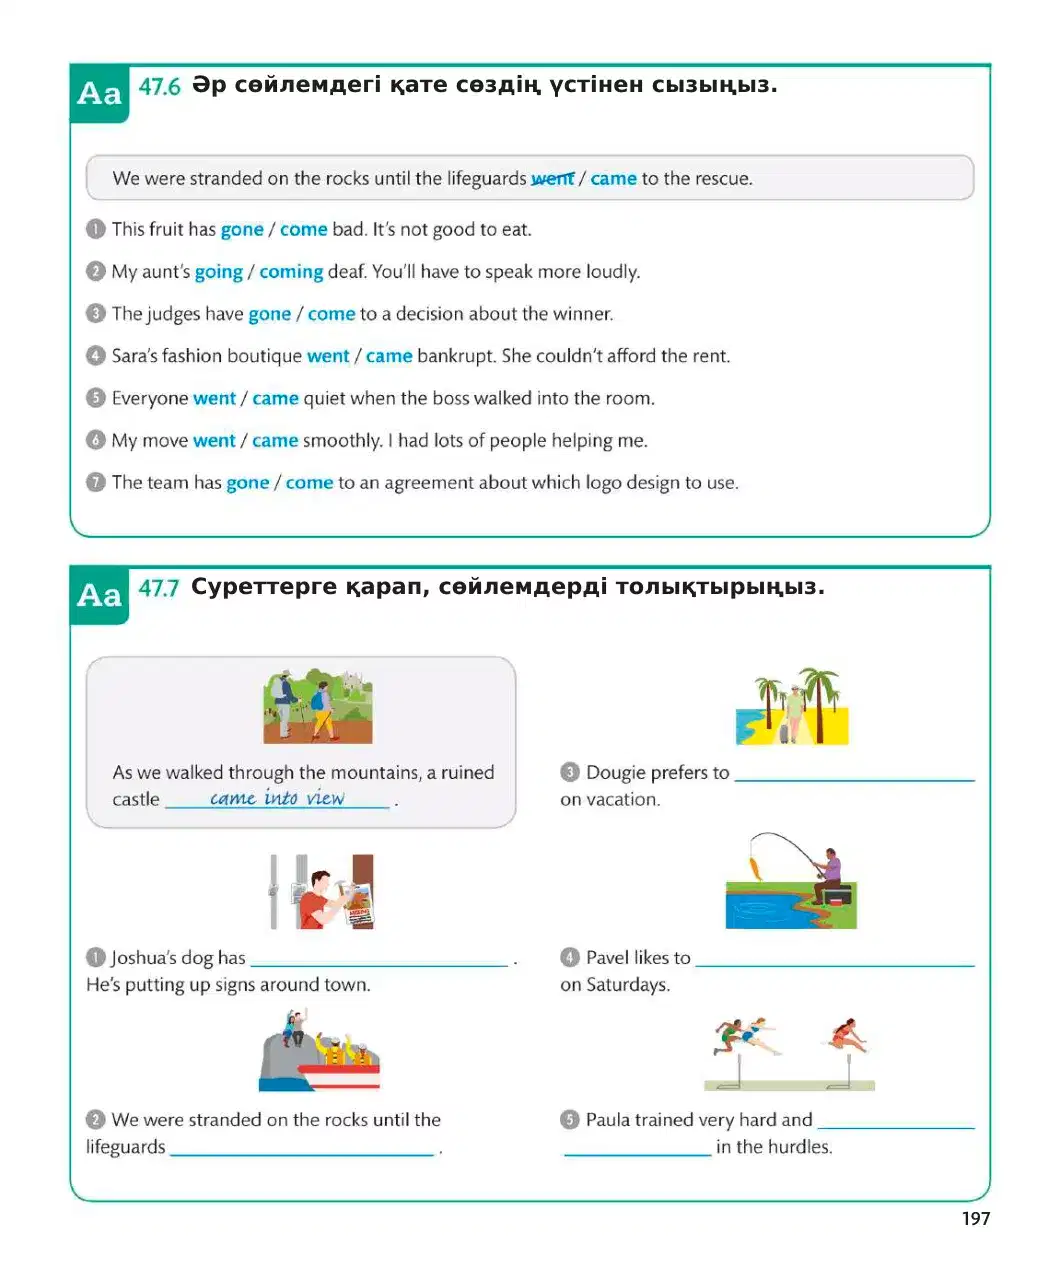 Aa 47.6 Әр сөйлемдегі қате сөздің үстінен сызыңыз.
We were stranded on the rocks until the lifeguards went / came to the rescue.
1 This fruit has gone / come bad. It's not good to eat.
2 My aunt's going / coming deaf. You'll have to speak more loudly.
3 The judges have gone / come to a decision about the winner.
4 Sara's fashion boutique went / came bankrupt. She couldn't afford the rent.
5 Everyone went / came quiet when the boss walked into the room.
6 My move went / came smoothly. I had lots of people helping me.
7 The team has gone / come to an agreement about which logo design to use.
Aa 47.7 Суреттерге қарап, сөйлемдерді толықтырыңыз.
As we walked through the mountains, a ruined
castle came into view .
1 Joshua's dog has .
He's putting up signs around town.
2 We were stranded on the rocks until the
lifeguards .
3 Dougie prefers to
on vacation.
4 Pavel likes to
on Saturdays.
5 Paula trained very hard and
in the hurdles.
197